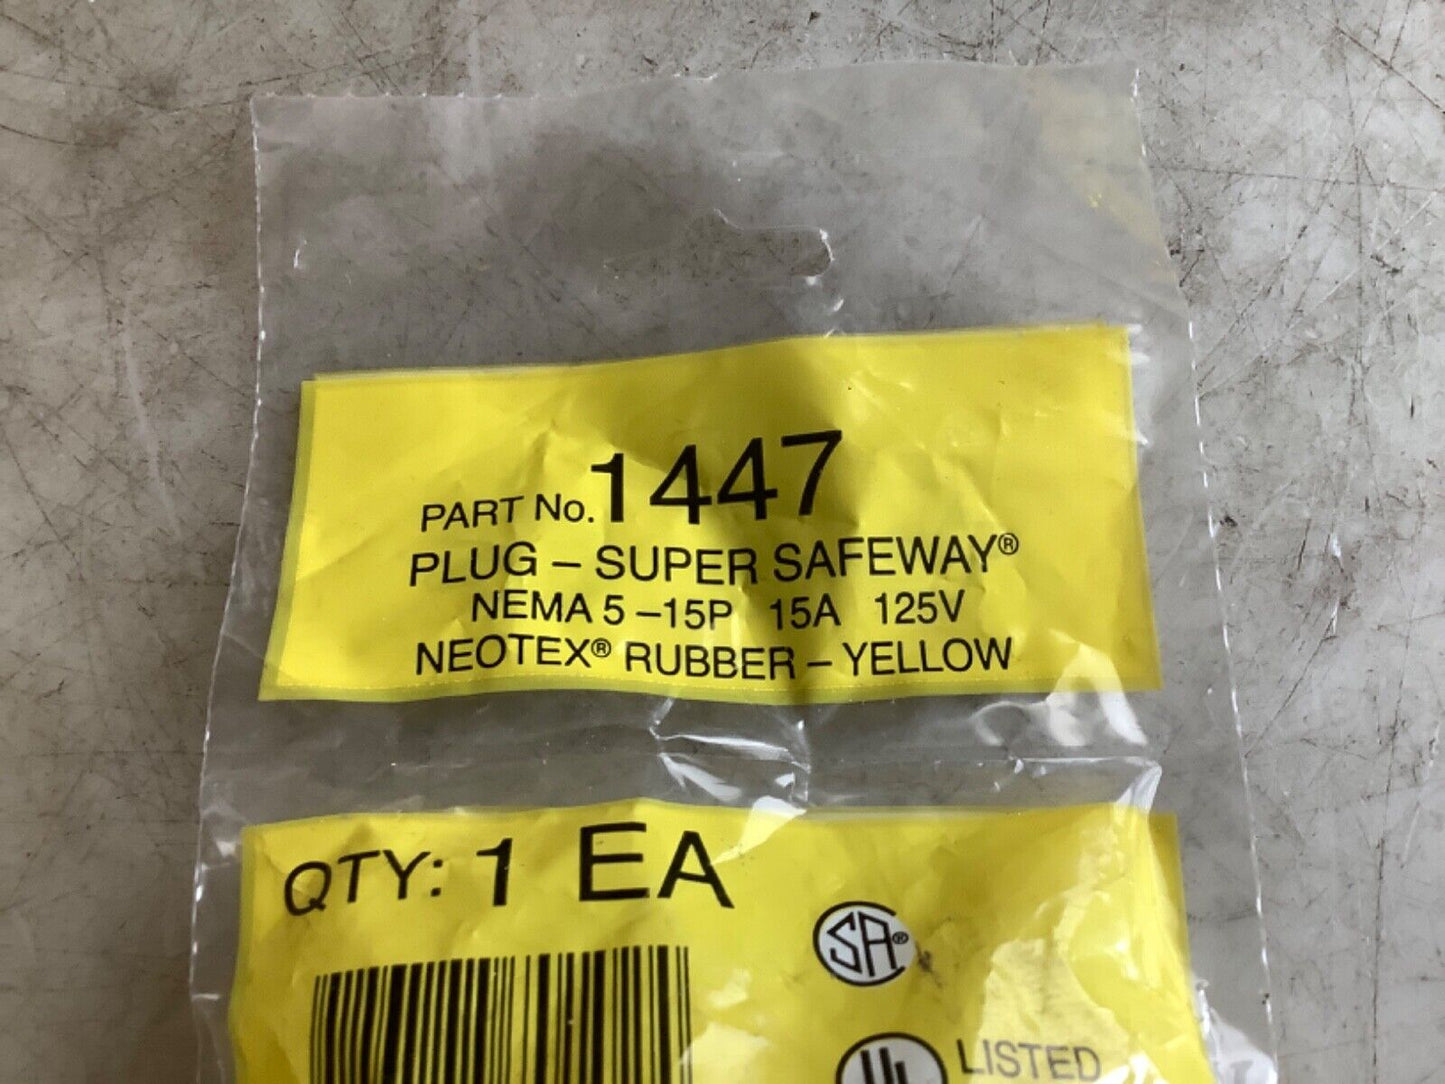 PART No. 1447
PLUG – SUPER SAFEWAY®
NEMA 5 –15P 15A 125V
NEOTEX® RUBBER – YELLOW
QTY: 1 EA
SA®
UL LISTED